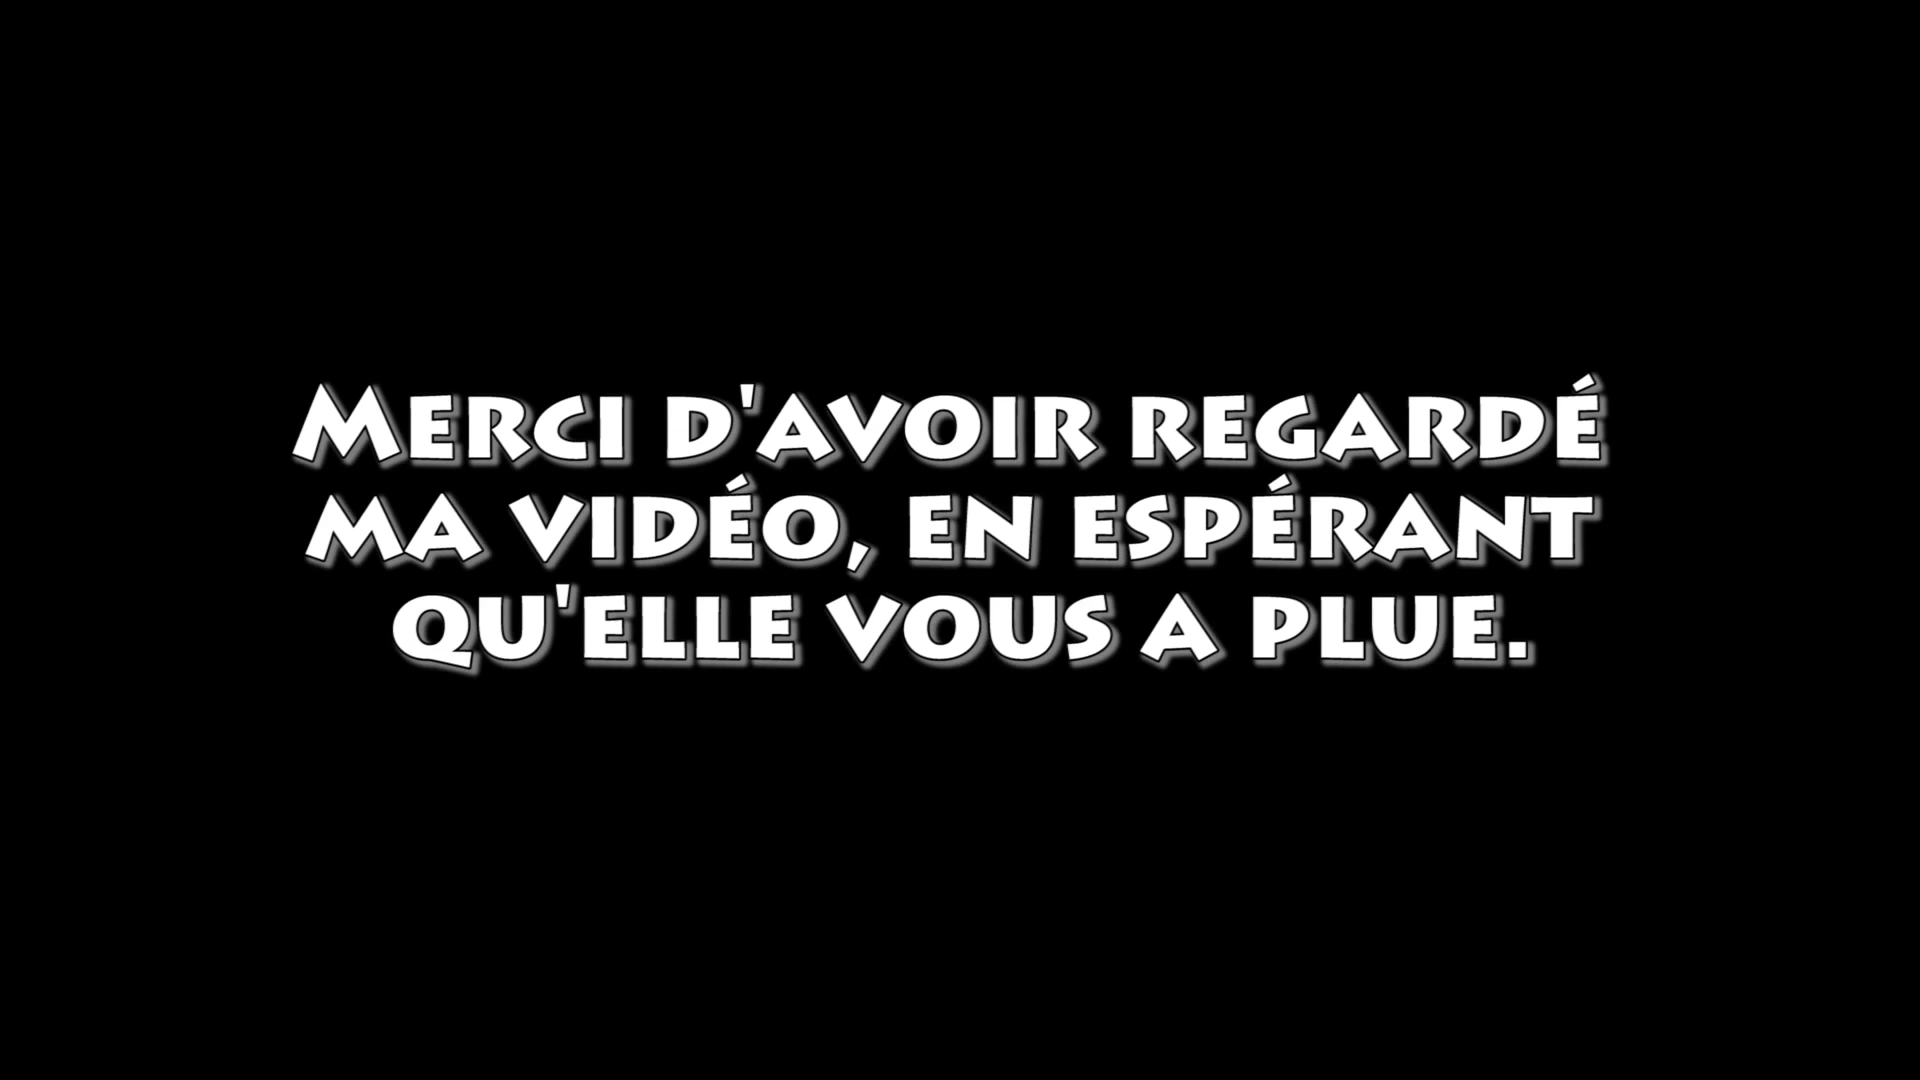 Merci d'avoir regardé
ma vidéo, en espérant
qu'elle vous a plue.